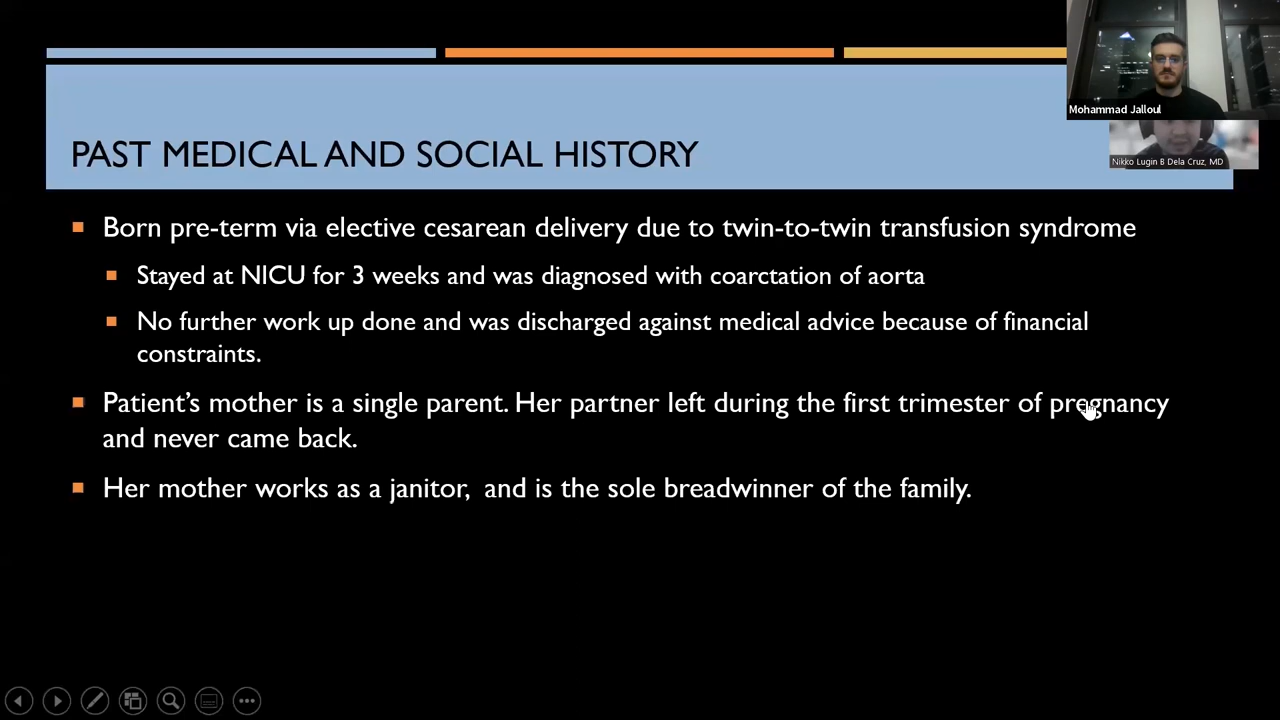 Mohammad Jalloul
Nikko Lugin B Dela Cruz, MD
PAST MEDICAL AND SOCIAL HISTORY
Born pre-term via elective cesarean delivery due to twin-to-twin transfusion syndrome
Stayed at NICU for 3 weeks and was diagnosed with coarctation of aorta
No further work up done and was discharged against medical advice because of financial
constraints.
Patient's mother is a single parent. Her partner left during the first trimester of pregnancy
and never came back.
Her mother works as a janitor, and is the sole breadwinner of the family.